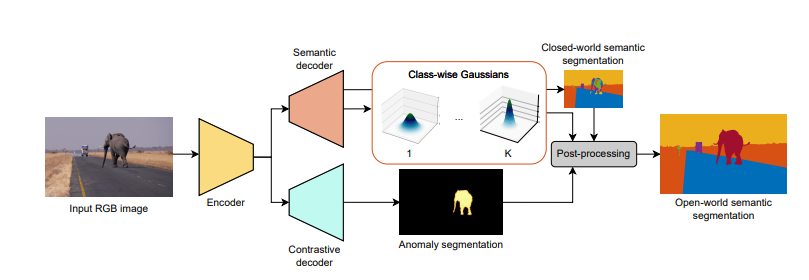 Closed-world semantic
segmentation
Semantic
decoder
Class-wise Gaussians
...
1
K
Post-processing
Input RGB image
Encoder
Open-world semantic
segmentation
Anomaly segmentation
Contrastive
decoder